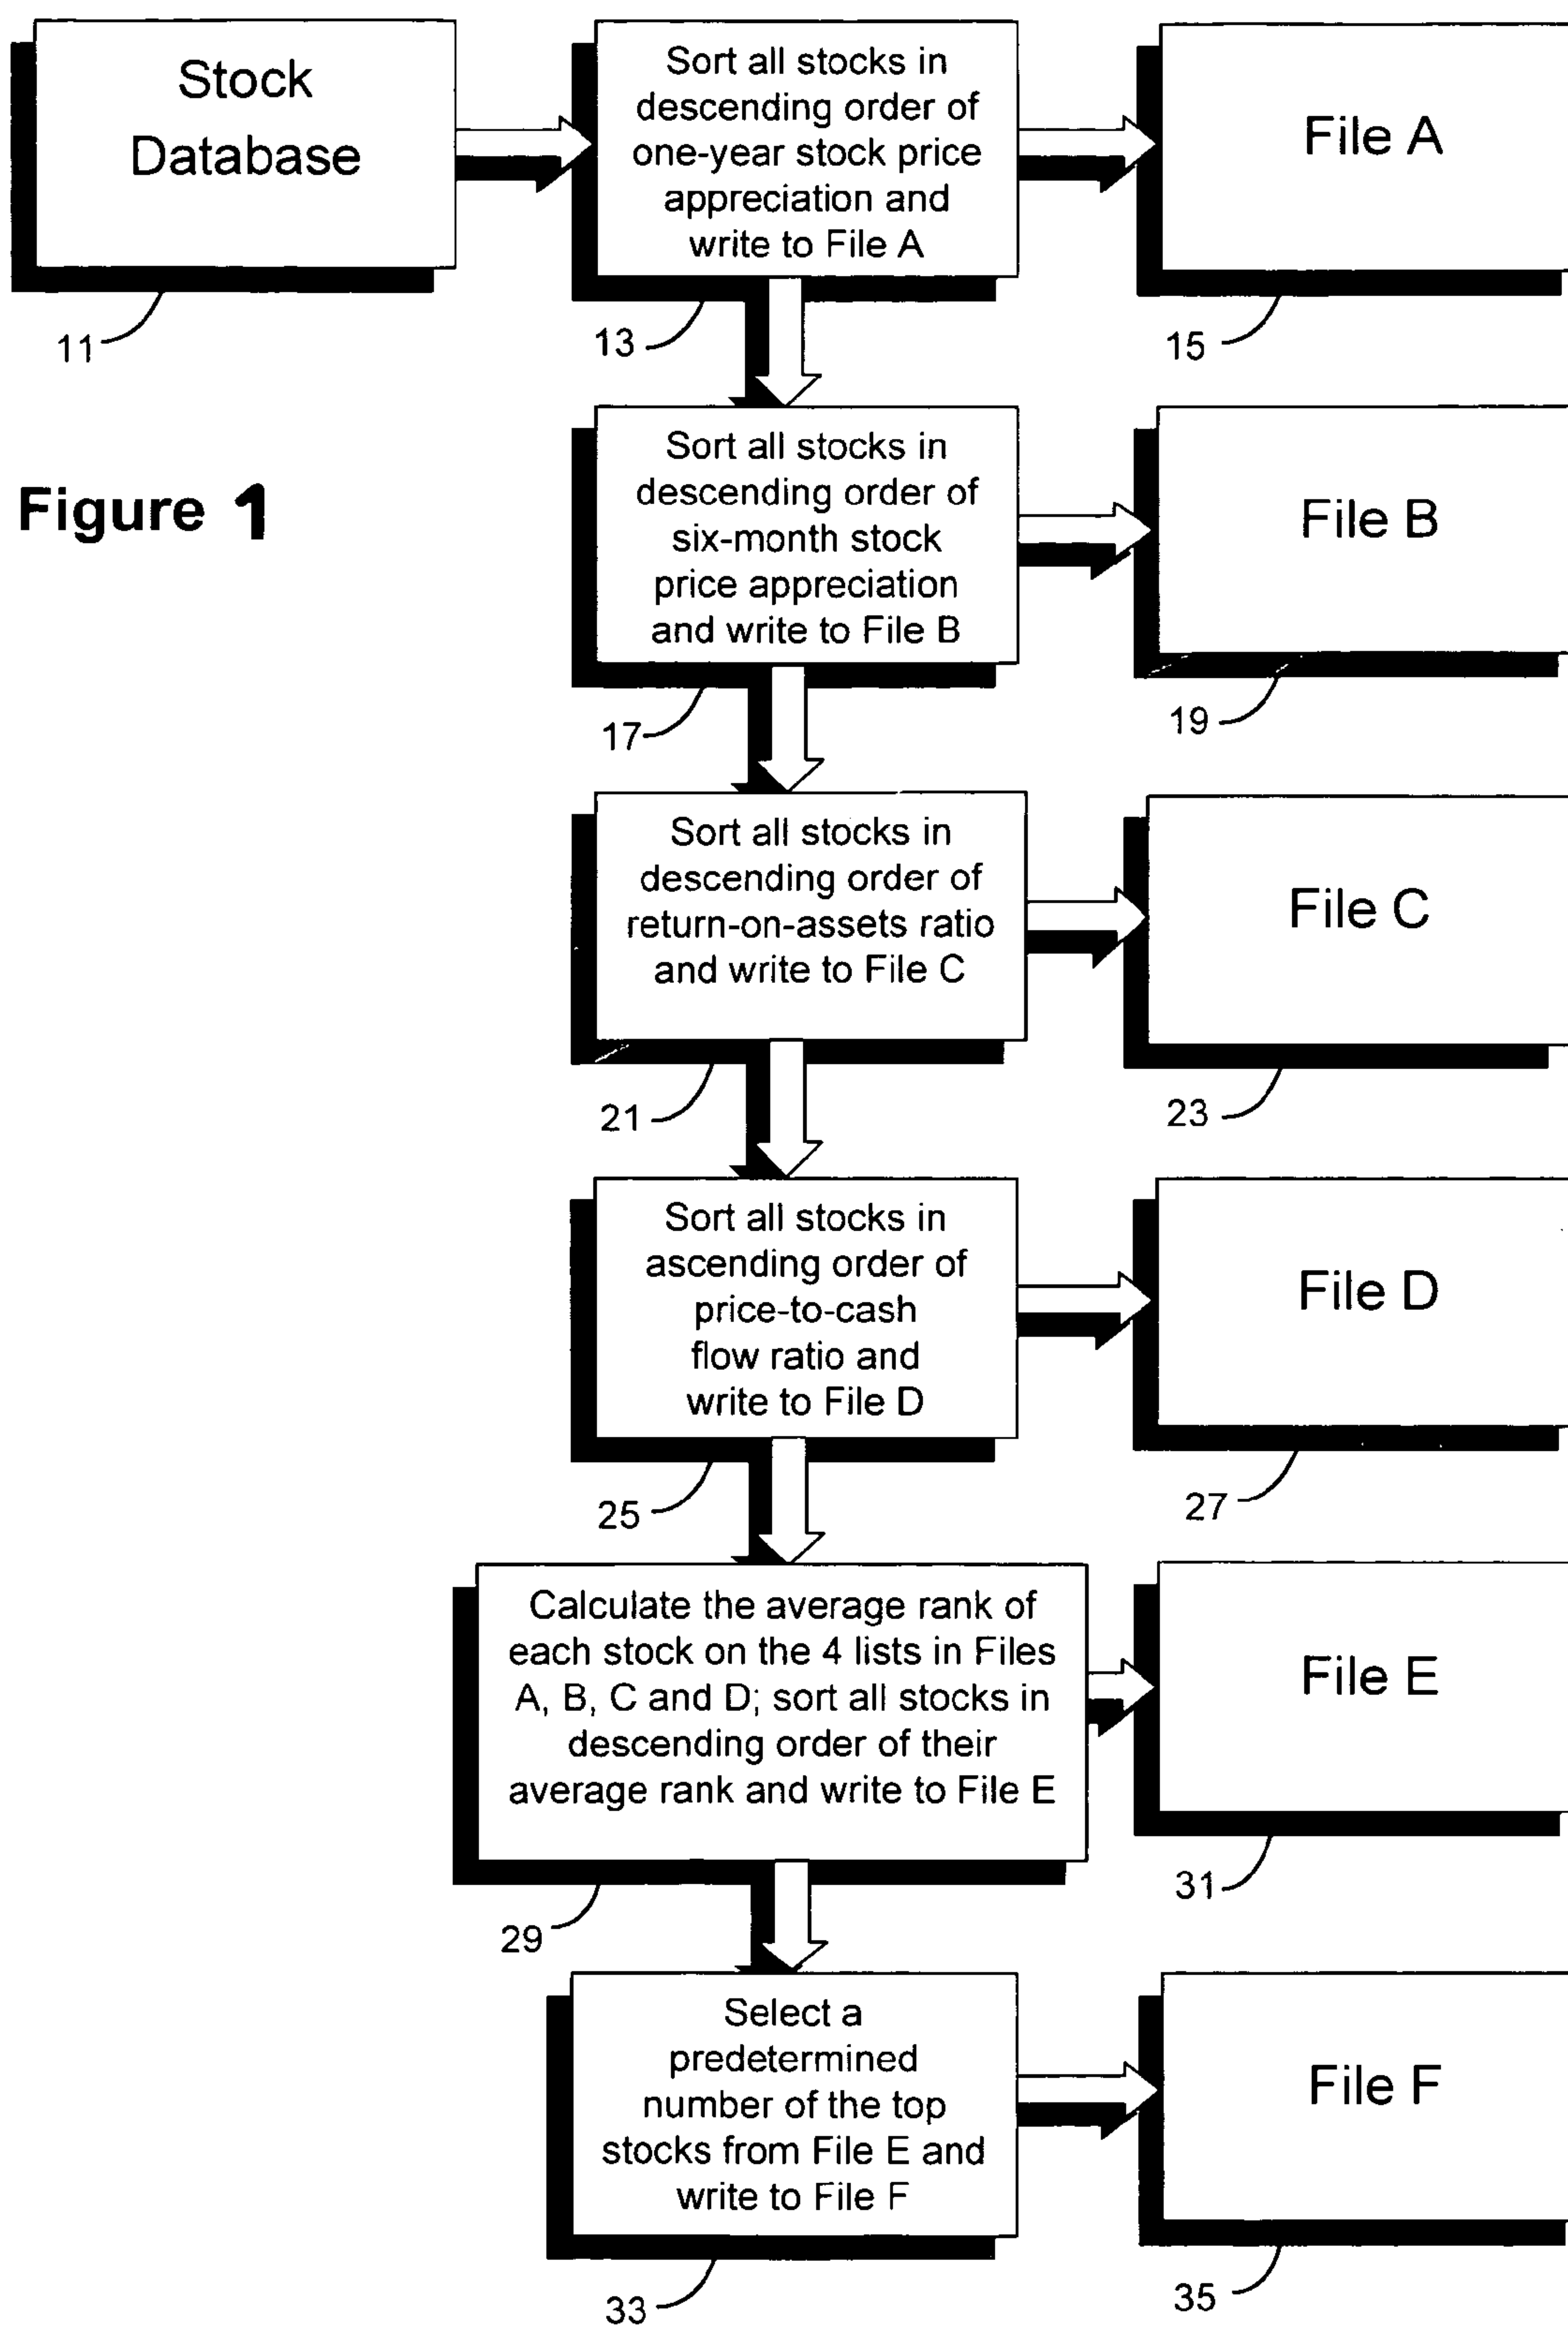 Stock
Database
11
Sort all stocks in
descending order of
one-year stock price
appreciation and
write to File A
13
File A
15
Figure 1
Sort all stocks in
descending order of
six-month stock
price appreciation
and write to File B
17
File B
19
Sort all stocks in
descending order of
return-on-assets ratio
and write to File C
21
File C
23
Sort all stocks in
ascending order of
price-to-cash
flow ratio and
write to File D
25
File D
27
Calculate the average rank of
each stock on the 4 lists in Files
A, B, C and D; sort all stocks in
descending order of their
average rank and write to File E
29
File E
31
Select a
predetermined
number of the top
stocks from File E and
write to File F
33
File F
35